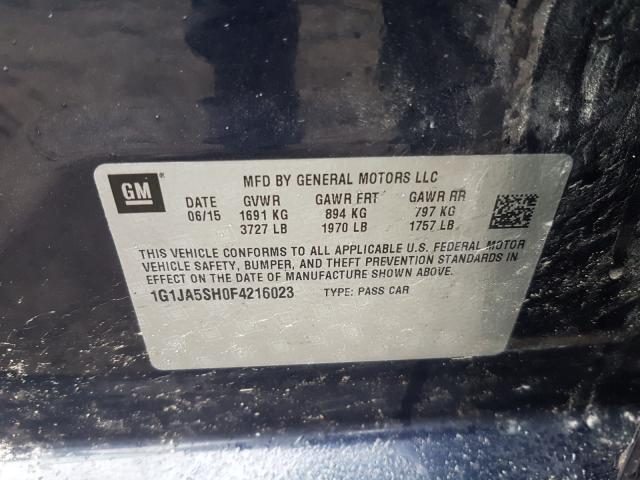 GM
MFD BY GENERAL MOTORS LLC
DATE GVWR GAWR FRT GAWR RR
06/15 1691 KG 894 KG 797 KG
3727 LB 1970 LB 1757 LB
THIS VEHICLE CONFORMS TO ALL APPLICABLE U.S. FEDERAL MOTOR
VEHICLE SAFETY, BUMPER, AND THEFT PREVENTION STANDARDS IN
EFFECT ON THE DATE OF MANUFACTURE SHOWN ABOVE.
1G1JA5SH0F4216023 TYPE: PASS CAR